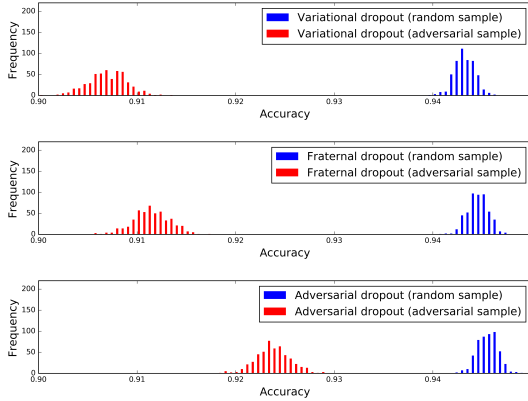 Variational dropout (random sample)
Variational dropout (adversarial sample)
Frequency
200
150
100
50
0
0.90 0.91 0.92 0.93 0.94
Accuracy
Fraternal dropout (random sample)
Fraternal dropout (adversarial sample)
Frequency
200
150
100
50
0
0.90 0.91 0.92 0.93 0.94
Accuracy
Adversarial dropout (random sample)
Adversarial dropout (adversarial sample)
Frequency
200
150
100
50
0
0.90 0.91 0.92 0.93 0.94
Accuracy